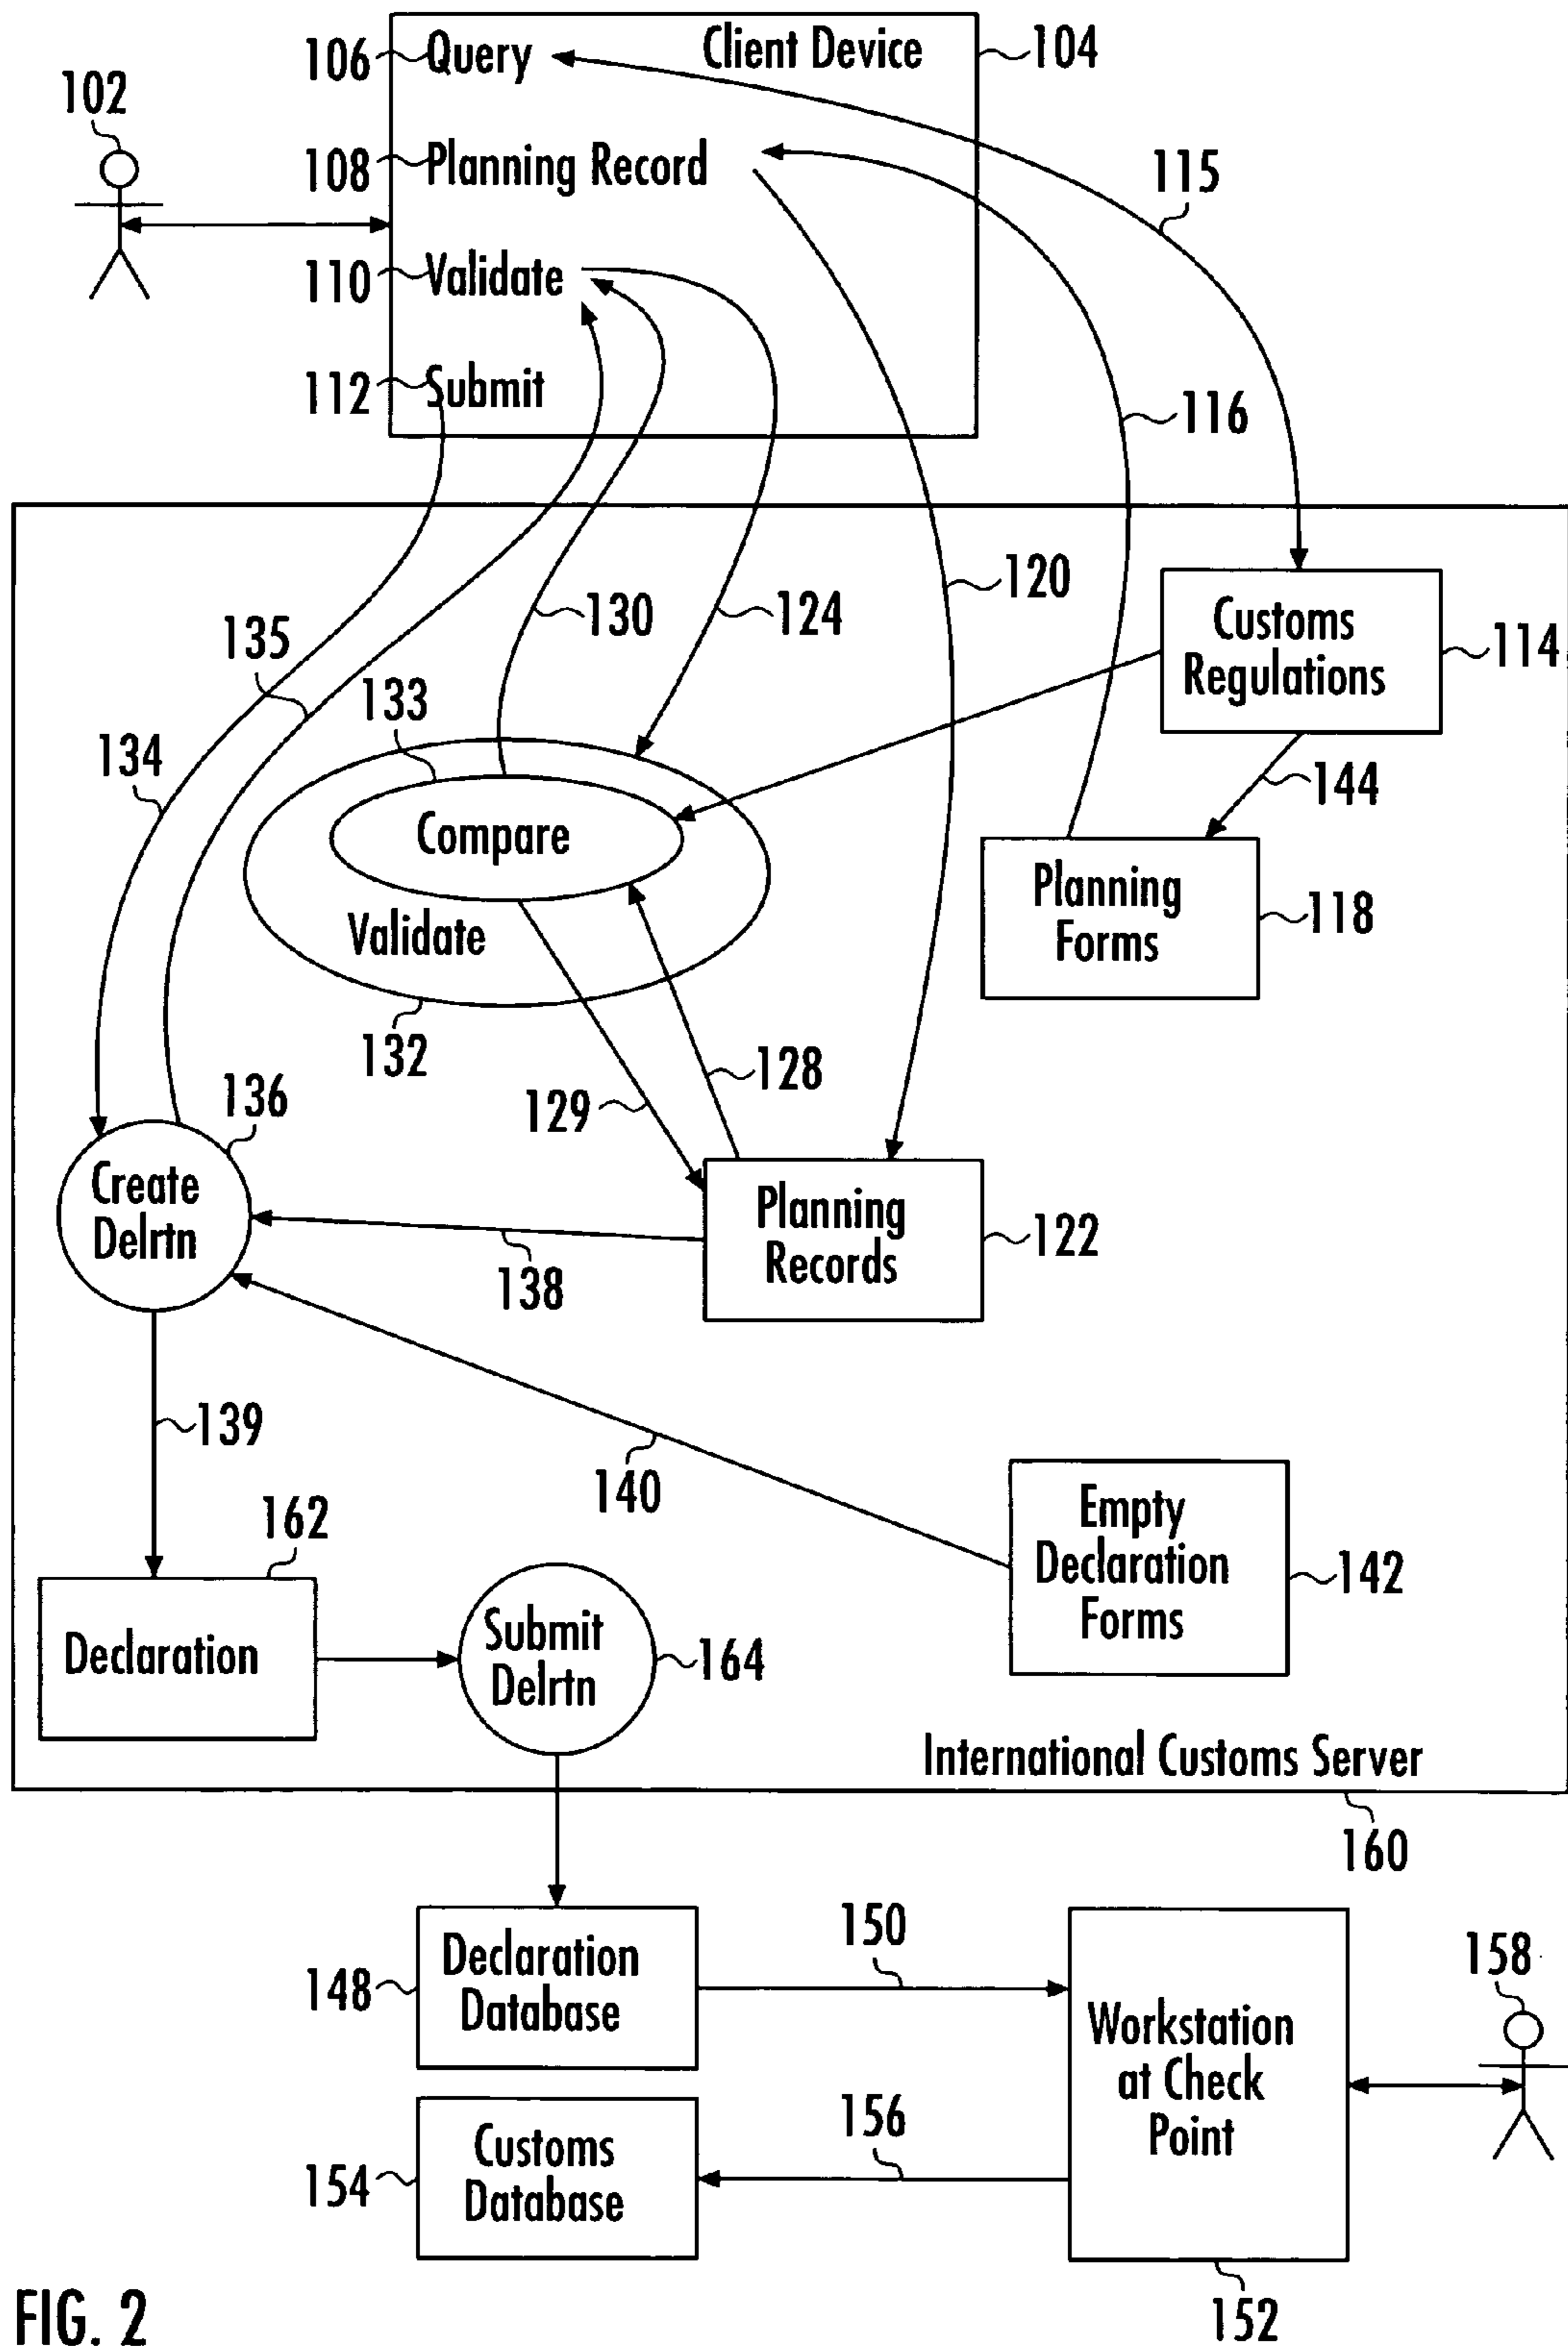 106
Query
Client Device
104
102
108
Planning Record
115
110
Validate
112
Submit
116
120
130
124
Customs
Regulations
114
135
133
134
144
Compare
Planning
Forms
118
Validate
132
128
129
136
Create
Delrtn
Planning
Records
122
138
139
140
162
Empty
Declaration
Forms
142
Declaration
Submit
Delrtn
164
International Customs Server
160
150
158
148
Declaration
Database
Workstation
at Check
Point
156
154
Customs
Database
152
FIG. 2